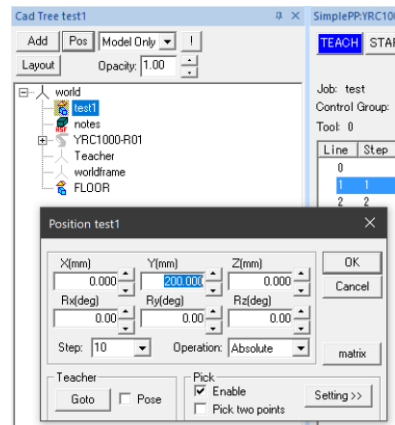 Cad Tree test1
SimplePP:YRC100
Add Pos Model Only !
Layout Opacity: 1.00
world
test1
notes
YRC1000-R01
Teacher
worldframe
FLOOR
TEACH STAR
Job: test
Control Group:
Tool: 0
Line Step
0
1 1
2 2
Position test1
X(mm) Y(mm) Z(mm)
0.000 200.000 0.000
Rx(deg) Ry(deg) Rz(deg)
0.00 0.00 0.00
Step: 10 Operation: Absolute
OK
Cancel
matrix
Teacher
Goto Pose
Pick
Enable
Pick two points
Setting >>